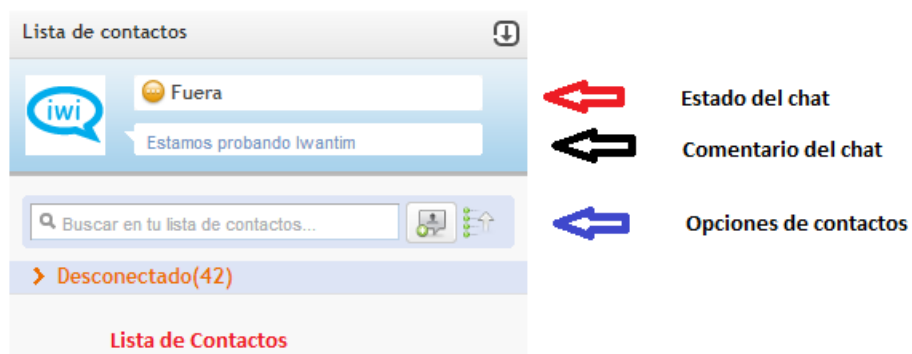 Lista de contactos
iwi
Fuera
Estado del chat
Estamos probando Iwantim
Comentario del chat
Buscar en tu lista de contactos...
Opciones de contactos
Desconectado(42)
Lista de Contactos